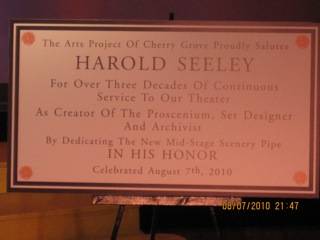 The Arts Project Of Cherry Grove Proudly Salutes
HAROLD SEELEY
For Over Three Decades Of Continuous
Service To Our Theater
As Creator Of The Proscenium, Set Designer
And Archivist
By Dedicating The New Mid-Stage Scenery Pipe
IN HIS HONOR
Celebrated August 7th, 2010
08/07/2010 21:47